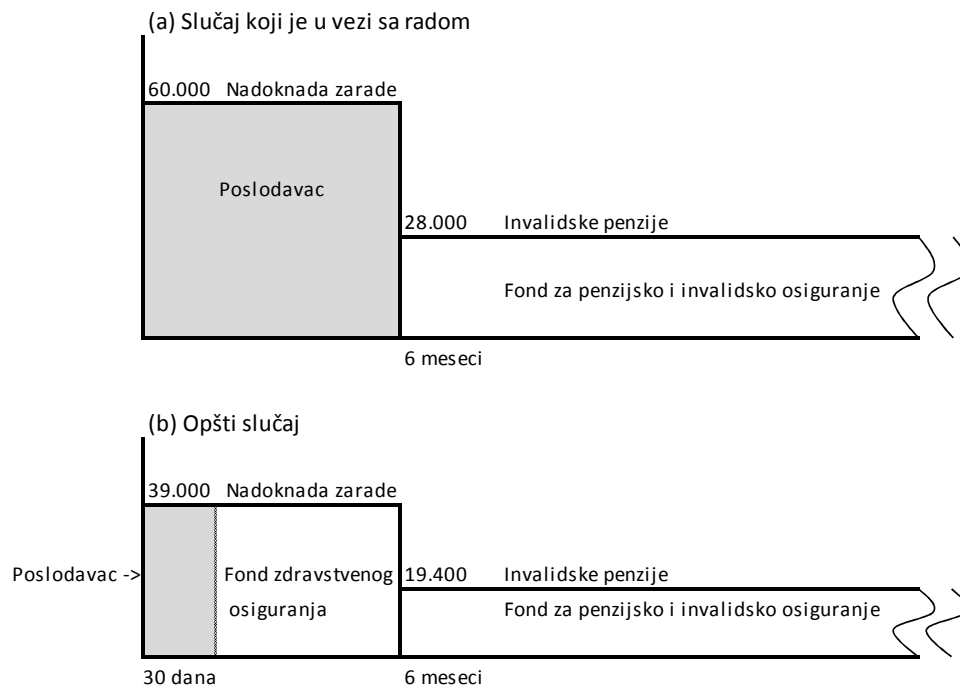 (a) Slučaj koji je u vezi sa radom
60.000 Nadoknada zarade
Poslodavac
28.000 Invalidske penzije
Fond za penzijsko i invalidsko osiguranje
6 meseci
(b) Opšti slučaj
39.000 Nadoknada zarade
Poslodavac -> Fond zdravstvenog 19.400 Invalidske penzije
osiguranja Fond za penzijsko i invalidsko osiguranje
30 dana 6 meseci